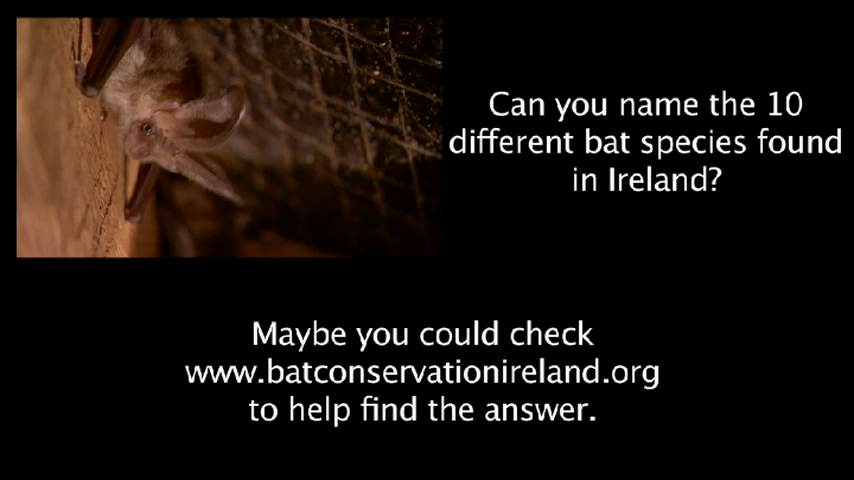 Can you name the 10
different bat species found
in Ireland?
Maybe you could check
www.batconservationireland.org
to help find the answer.